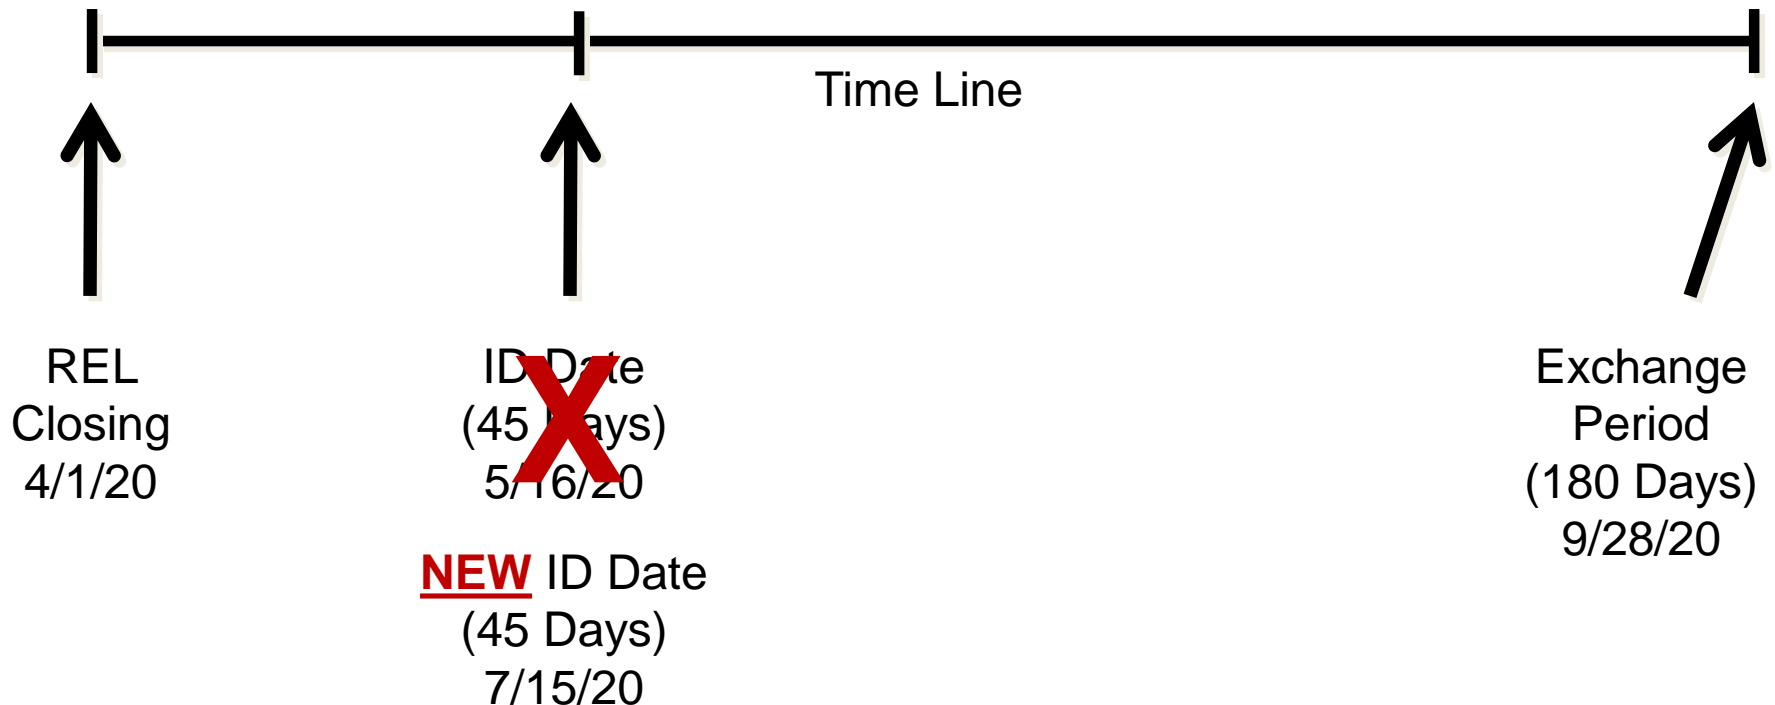 Time Line
REL
Closing
4/1/20
ID Date
(45 Days)
5/16/20
NEW ID Date
(45 Days)
7/15/20
Exchange
Period
(180 Days)
9/28/20